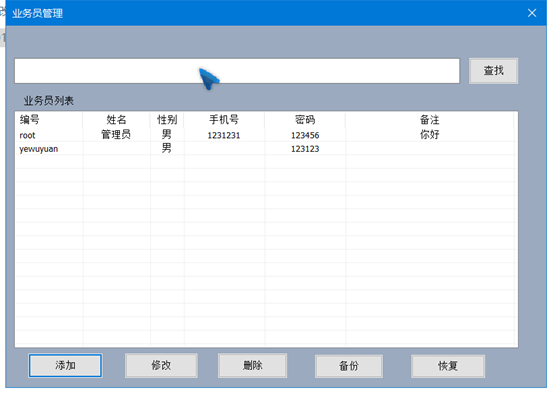 业务员管理
查找
业务员列表
编号 姓名 性别 手机号 密码 备注
root 管理员 男 1231231 123456 你好
yewuyuan 男 123123
添加 修改 删除 备份 恢复